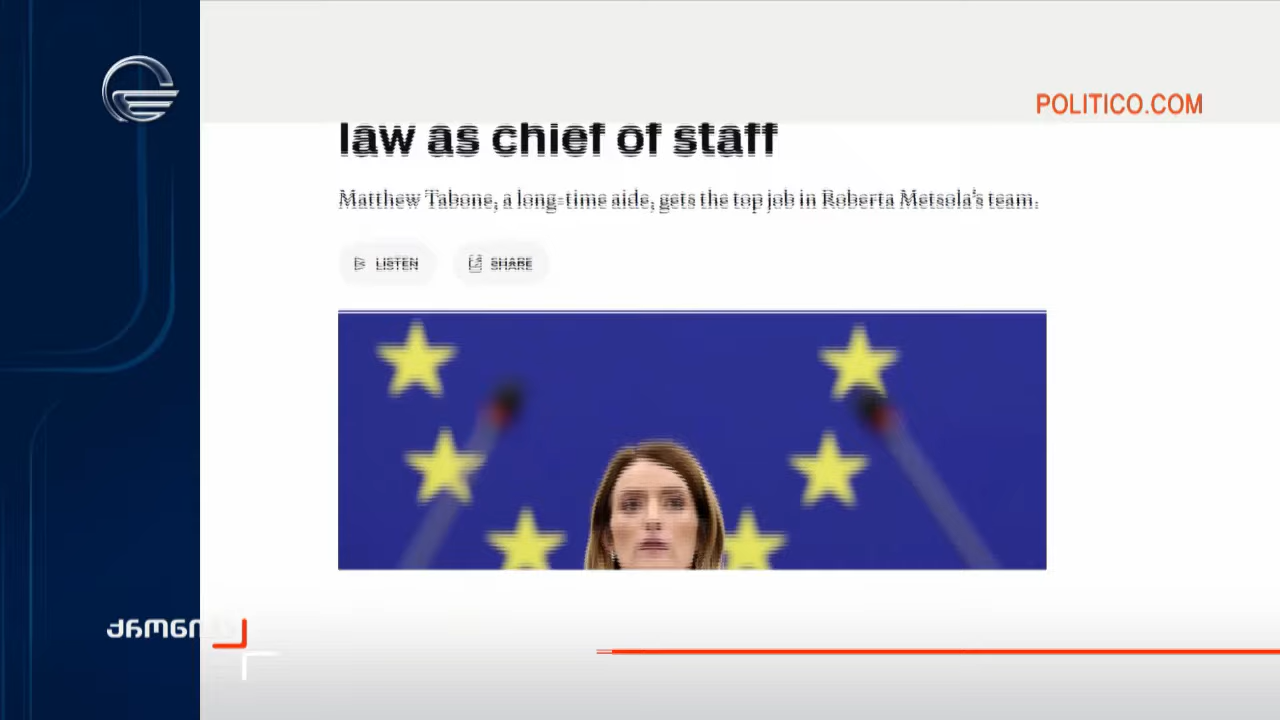 POLITICO.COM
law as chief of staff
Matthew Tabone, a long-time aide, gets the top job in Roberta Metsola's team.
LISTEN
SHARE
ქრონი